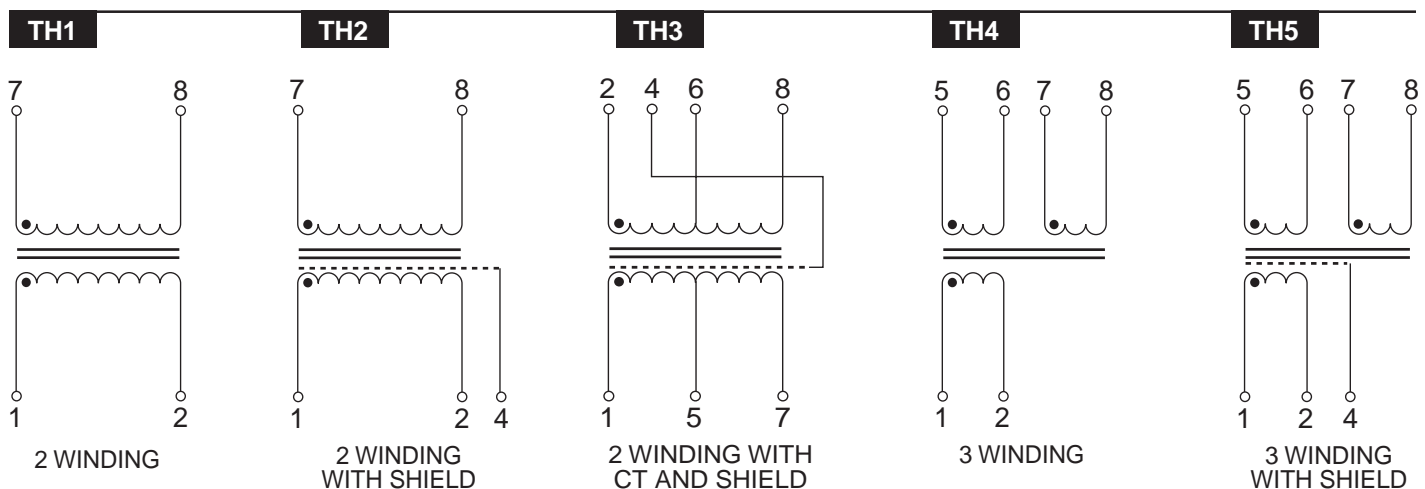 TH1 TH2 TH3 TH4 TH5
7 8 7 8 2 4 6 8 5 6 7 8 5 6 7 8
1 2 1 2 4 1 5 7 1 2 1 2 4
2 WINDING
2 WINDING
WITH SHIELD
2 WINDING WITH
CT AND SHIELD
3 WINDING
3 WINDING
WITH SHIELD